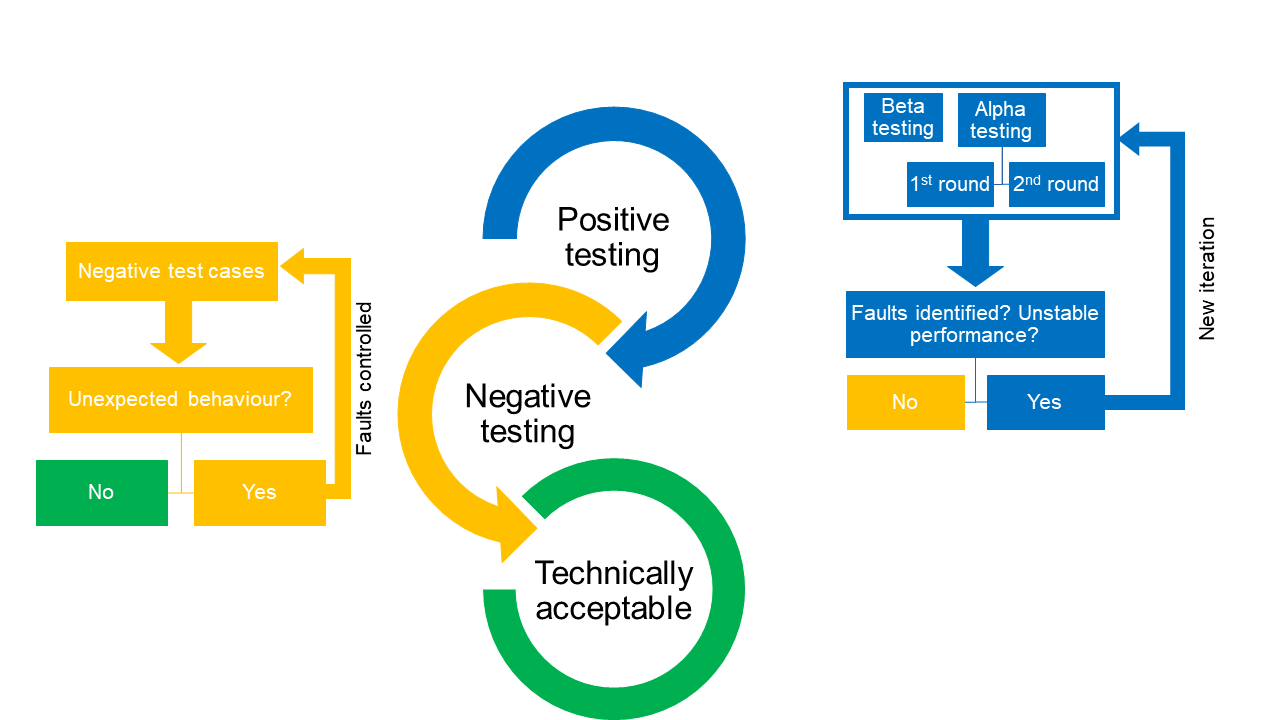 Positive
testing
Negative
testing
Technically
acceptable
Negative test cases
Unexpected behaviour?
No
Yes
Faults controlled
Beta
testing
Alpha
testing
1st round
2nd round
Faults identified? Unstable
performance?
No
Yes
New iteration